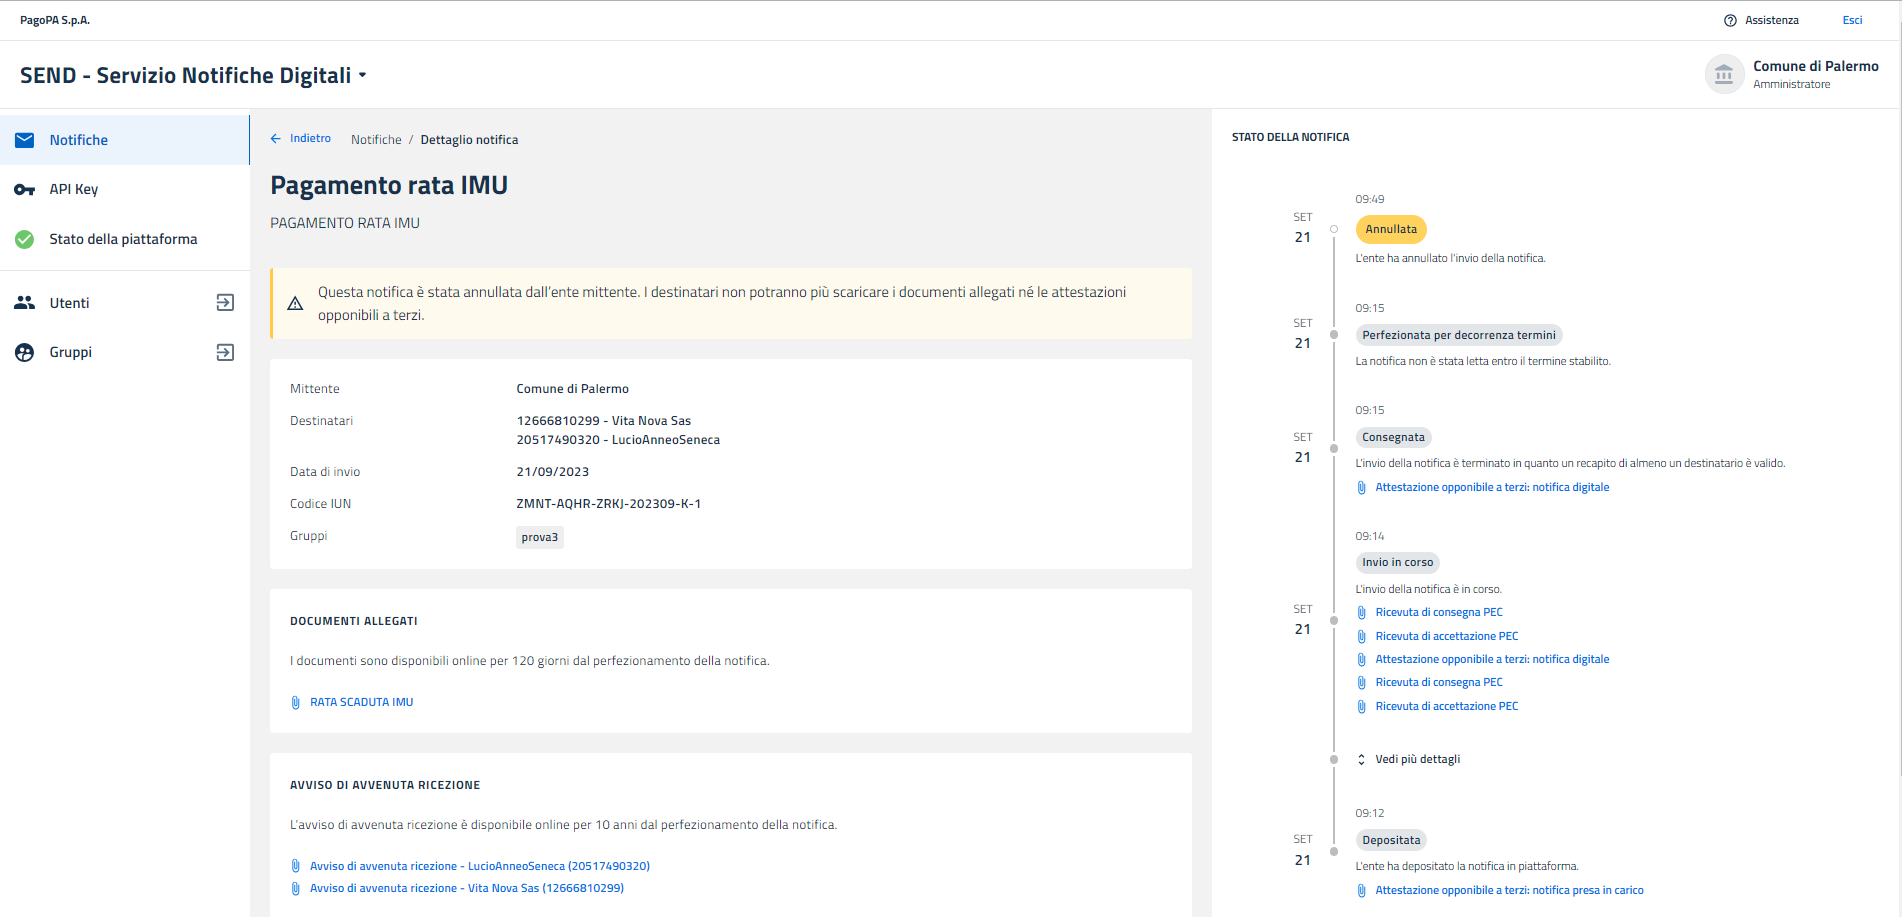 PagoPA S.p.A.
Assistenza
Esci
SEND - Servizio Notifiche Digitali
Comune di Palermo
Amministratore
Notifiche
API Key
Stato della piattaforma
Utenti
Gruppi
Indietro
Notifiche / Dettaglio notifica
Pagamento rata IMU
PAGAMENTO RATA IMU
Questa notifica è stata annullata dall'ente mittente. I destinatari non potranno più scaricare i documenti allegati né le attestazioni
opponibili a terzi.
Mittente Comune di Palermo
Destinatari 12666810299 - Vita Nova Sas
20517490320 - LucioAnneoSeneca
Data di invio 21/09/2023
Codice IUN ZMNT-AQHR-ZRKJ-202309-K-1
Gruppi prova3
DOCUMENTI ALLEGATI
I documenti sono disponibili online per 120 giorni dal perfezionamento della notifica.
RATA SCADUTA IMU
AVVISO DI AVVENUTA RICEZIONE
L'avviso di avvenuta ricezione è disponibile online per 10 anni dal perfezionamento della notifica.
Avviso di avvenuta ricezione - LucioAnneoSeneca (20517490320)
Avviso di avvenuta ricezione - Vita Nova Sas (12666810299)
STATO DELLA NOTIFICA
09:49
SET
21
Annullata
L'ente ha annullato l'invio della notifica.
09:15
SET
21
Perfezionata per decorrenza termini
La notifica non è stata letta entro il termine stabilito.
09:15
SET
21
Consegnata
L'invio della notifica è terminato in quanto un recapito di almeno un destinatario è valido.
Attestazione opponibile a terzi: notifica digitale
09:14
Invio in corso
L'invio della notifica è in corso.
SET
21
Ricevuta di consegna PEC
Ricevuta di accettazione PEC
Attestazione opponibile a terzi: notifica digitale
Ricevuta di consegna PEC
Ricevuta di accettazione PEC
Vedi più dettagli
09:12
SET
21
Depositata
L'ente ha depositato la notifica in piattaforma.
Attestazione opponibile a terzi: notifica presa in carico